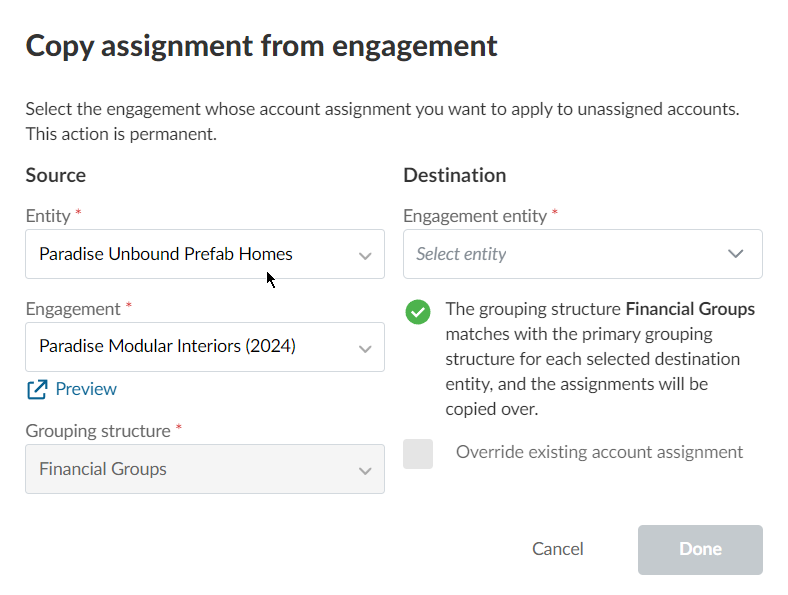 Copy assignment from engagement
Select the engagement whose account assignment you want to apply to unassigned accounts.
This action is permanent.
Source
Entity *
Paradise Unbound Prefab Homes
Engagement *
Paradise Modular Interiors (2024)
Preview
Grouping structure *
Financial Groups
Destination
Engagement entity *
Select entity
The grouping structure Financial Groups
matches with the primary grouping
structure for each selected destination
entity, and the assignments will be
copied over.
Override existing account assignment
Cancel
Done